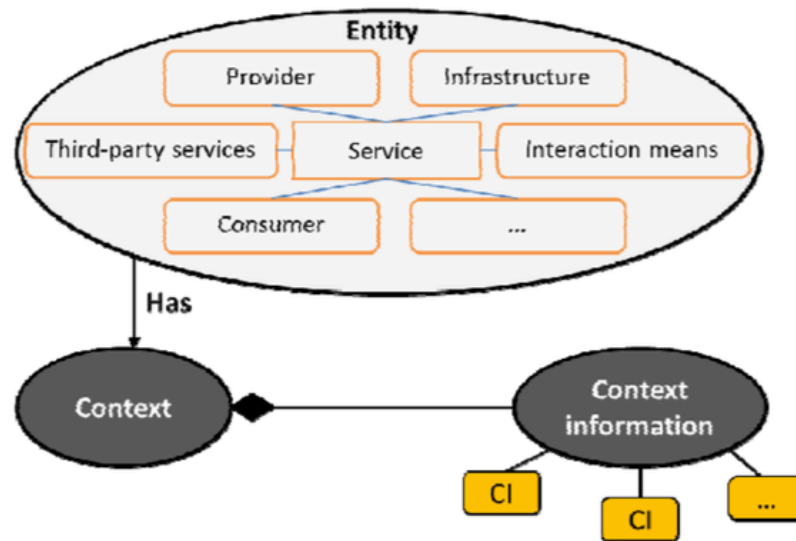 Entity
Provider
Infrastructure
Third-party services
Service
Interaction means
Consumer
...
Has
Context
Context
information
CI
CI
...